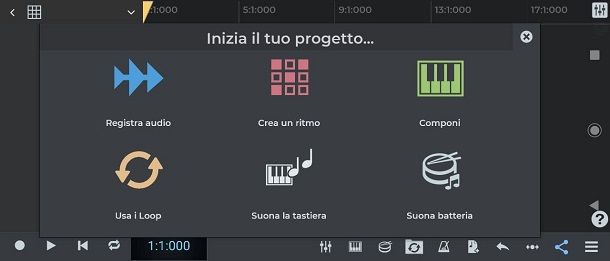 1:000 5:1:000 9:1:000 13:1:000 17:1:000
Inizia il tuo progetto...
Registra audio Crea un ritmo Componi
Usa i Loop Suona la tastiera Suona batteria
1:1:000
?